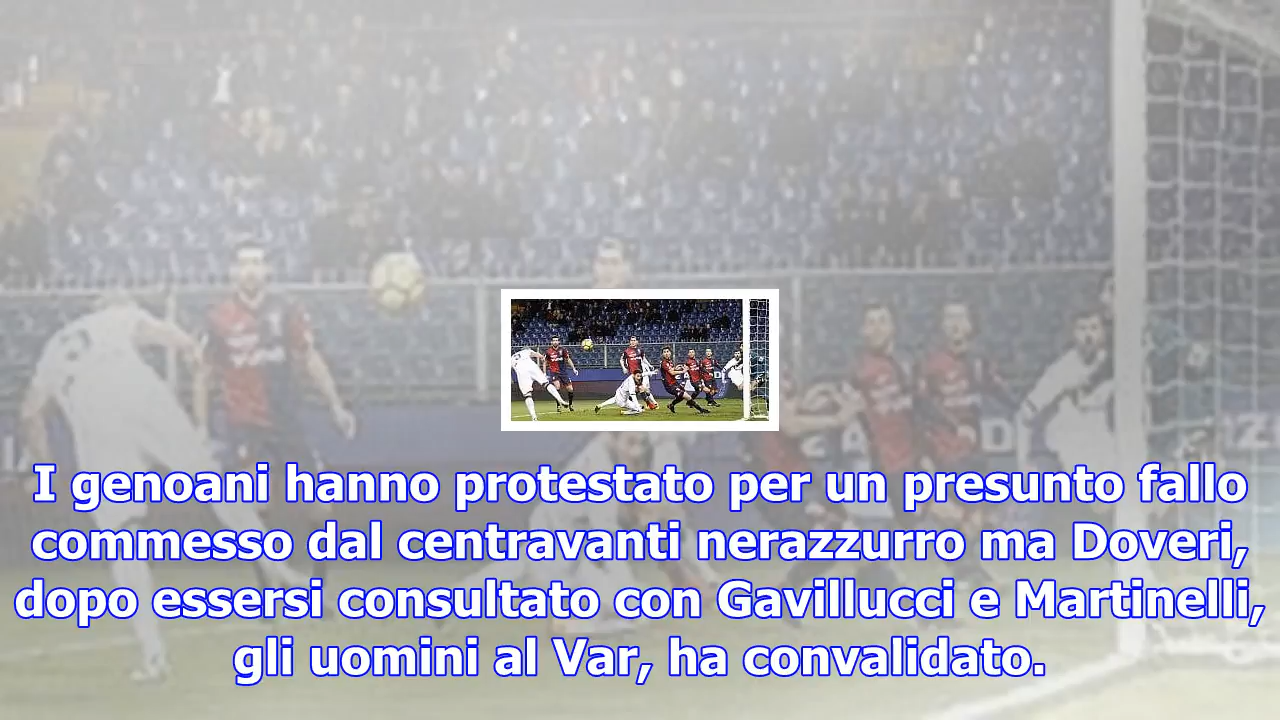 I genoani hanno protestato per un presunto fallo
commesso dal centravanti nerazzurro ma Doveri,
dopo essersi consultato con Gavillucci e Martinelli,
gli uomini al Var, ha convalidato.